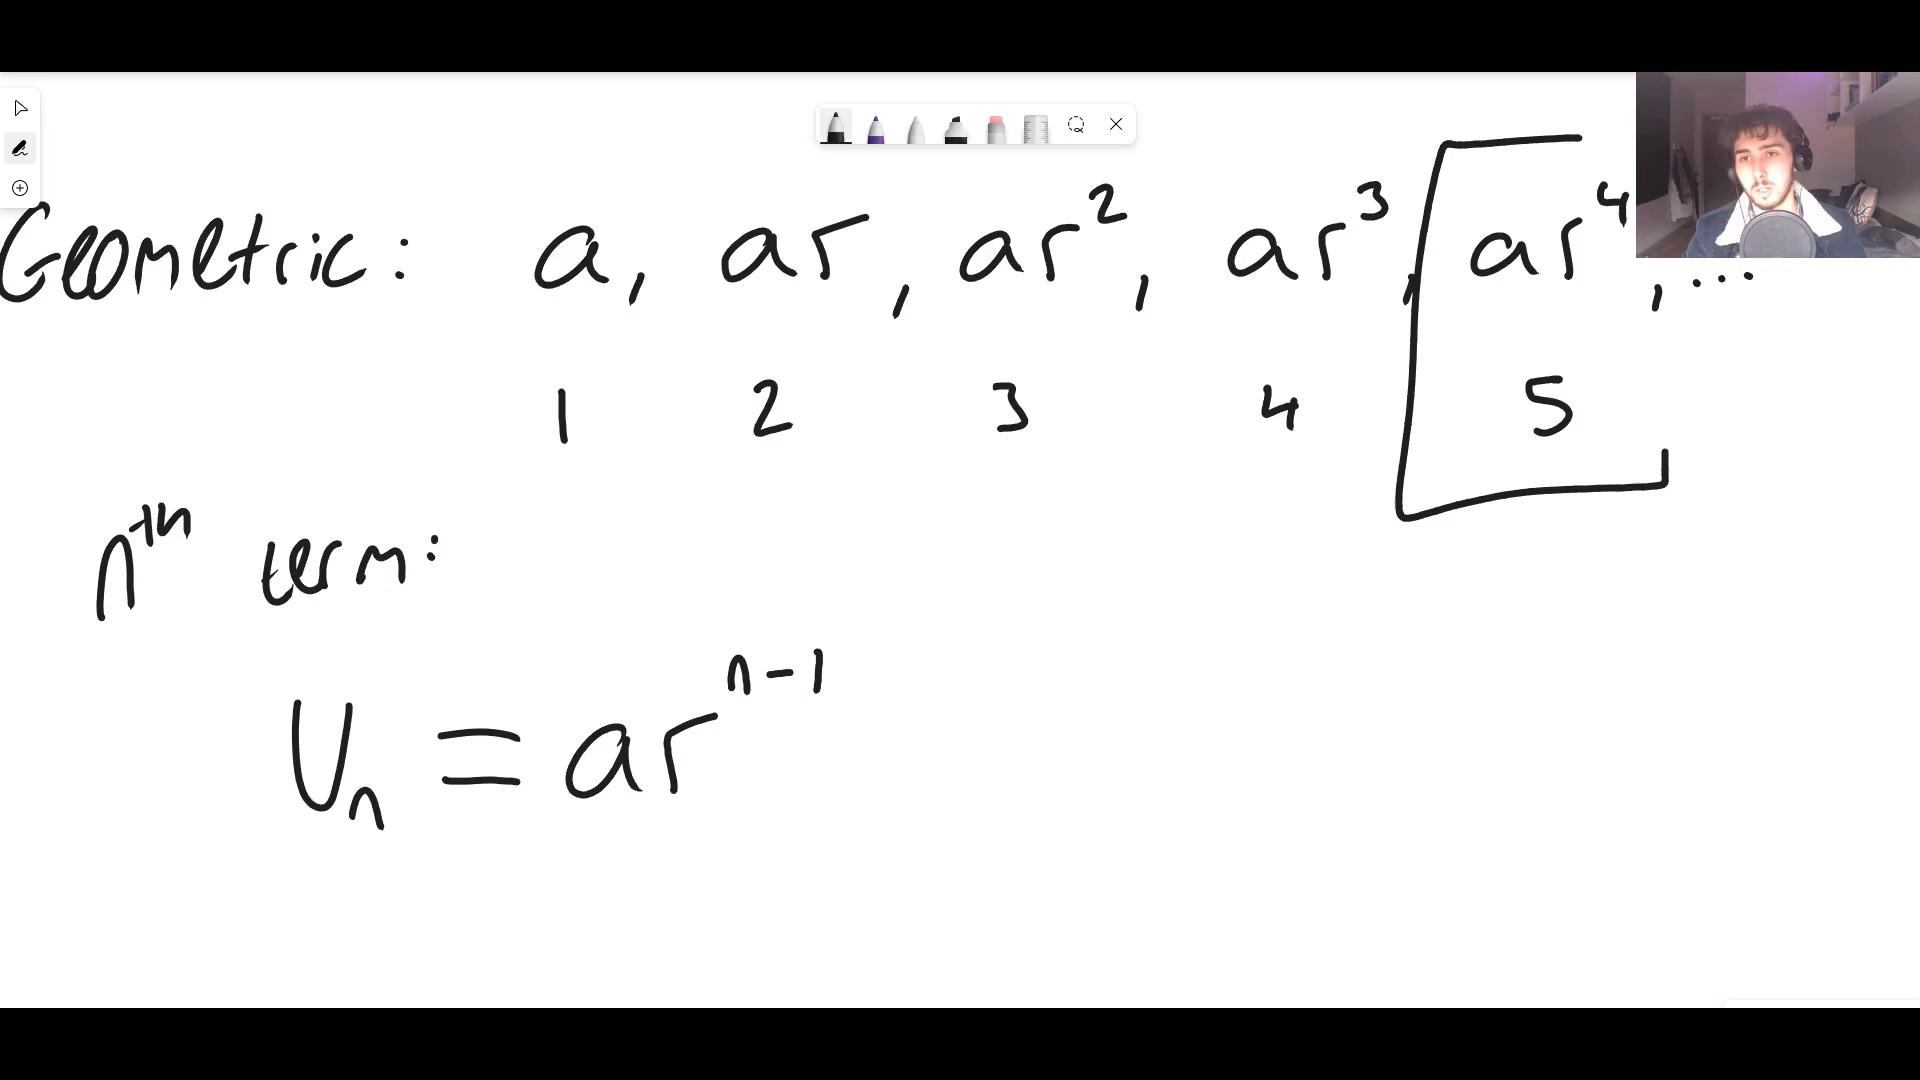 Geometric: a, ar, ar², ar³, ar⁴, ...
1 2 3 4 5
nᵗʰ term:
Uₙ = arⁿ⁻¹